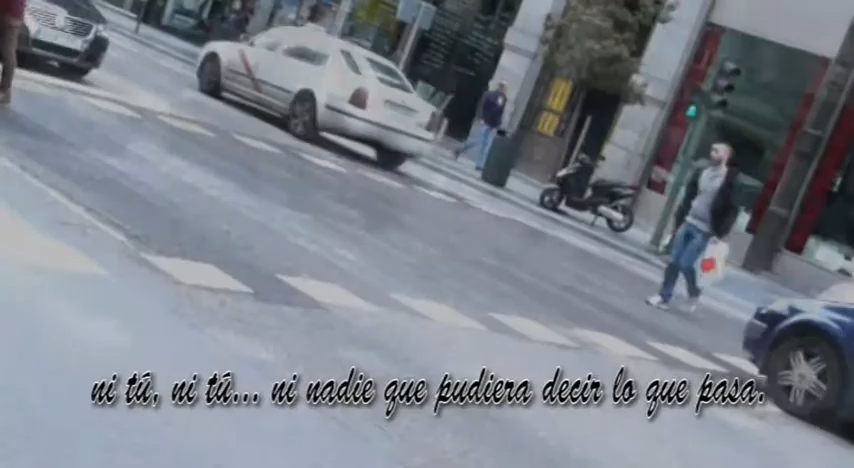 ni tú, ni tú... ni nadie que pudiera decir lo que pasa.